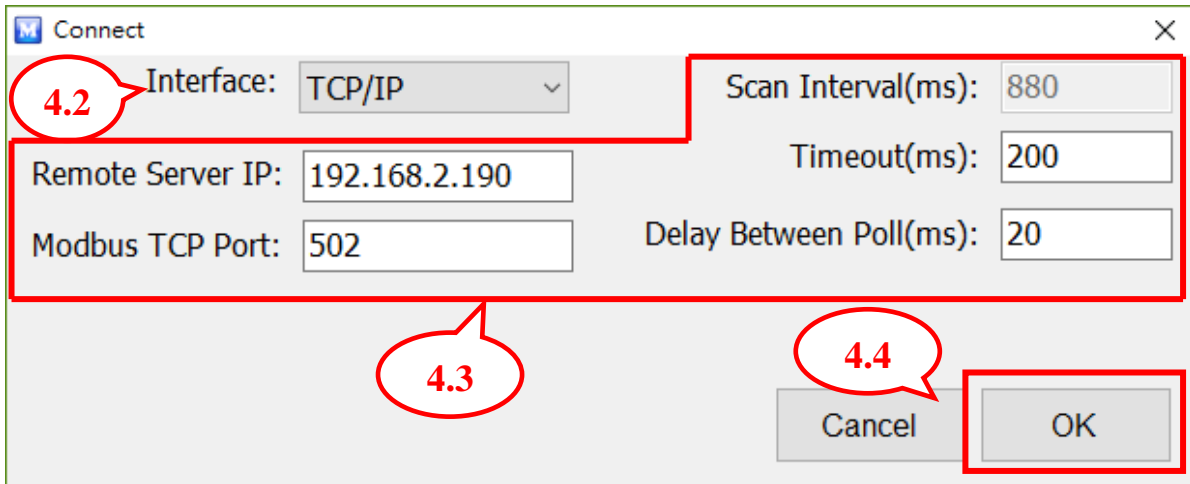 M Connect
4.2
Interface: TCP/IP
Scan Interval(ms): 880
Remote Server IP: 192.168.2.190
Timeout(ms): 200
Modbus TCP Port: 502
Delay Between Poll(ms): 20
4.3
4.4
Cancel OK